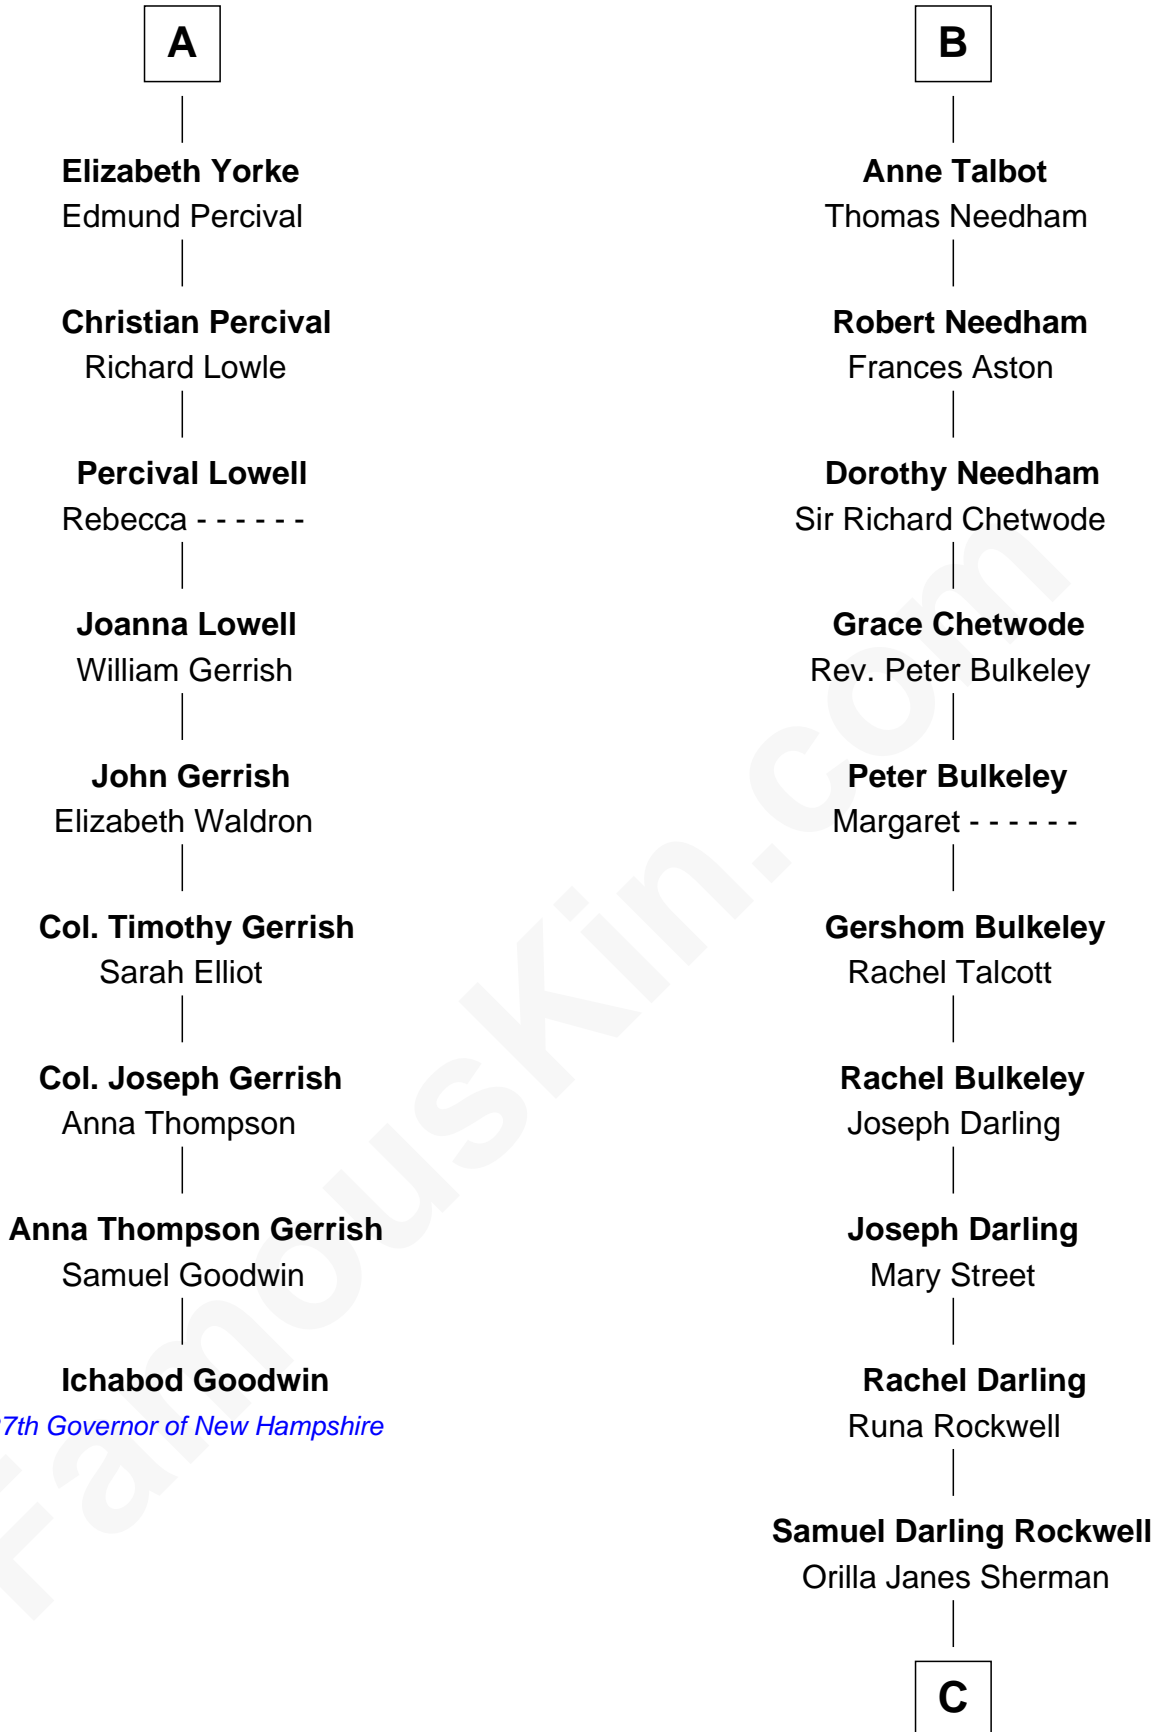 A
Elizabeth Yorke
Edmund Percival
Christian Percival
Richard Lowle
Percival Lowell
Rebecca - - - - - -
Joanna Lowell
William Gerrish
John Gerrish
Elizabeth Waldron
Col. Timothy Gerrish
Sarah Elliot
Col. Joseph Gerrish
Anna Thompson
Anna Thompson Gerrish
Samuel Goodwin
Ichabod Goodwin
7th Governor of New Hampshire
B
Anne Talbot
Thomas Needham
Robert Needham
Frances Aston
Dorothy Needham
Sir Richard Chetwode
Grace Chetwode
Rev. Peter Bulkeley
Peter Bulkeley
Margaret - - - - - -
Gershom Bulkeley
Rachel Talcott
Rachel Bulkeley
Joseph Darling
Joseph Darling
Mary Street
Rachel Darling
Runa Rockwell
Samuel Darling Rockwell
Orilla Janes Sherman
C
FamousKin.com